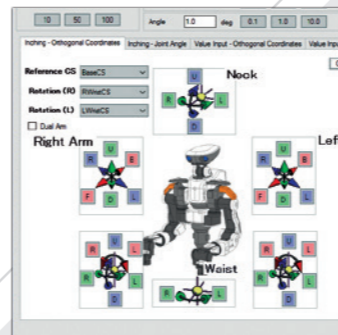 10 50 100 Angle 1.0 deg 0.1 1.0 10.0
Inching - Orthogonal Coordinates Inching - Joint Angle Value Input - Orthogonal Coordinates Value Inpu
Reference CS BaseCS
Rotation (R) RWristCS
Rotation (L) LWristCS
Dual Arm
Neck
U
R L
D
Right Arm Left
U U
R B R B
F D L F D L
U U
R L R L
R L
D D
Waist
R L